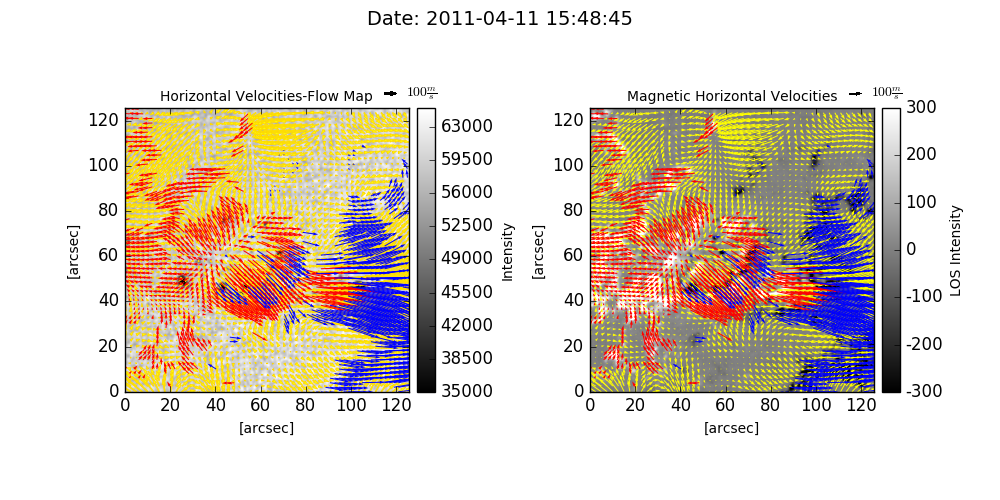 Date: 2011-04-11 15:48:45
Horizontal Velocities-Flow Map
100 m/s
Magnetic Horizontal Velocities
100 m/s
120
100
80
60
40
20
0
[arcsec]
0 20 40 60 80 100 120
[arcsec]
63000
59500
56000
52500
49000
45500
42000
38500
35000
Intensity
120
100
80
60
40
20
0
[arcsec]
0 20 40 60 80 100 120
[arcsec]
300
200
100
0
-100
-200
-300
LOS Intensity